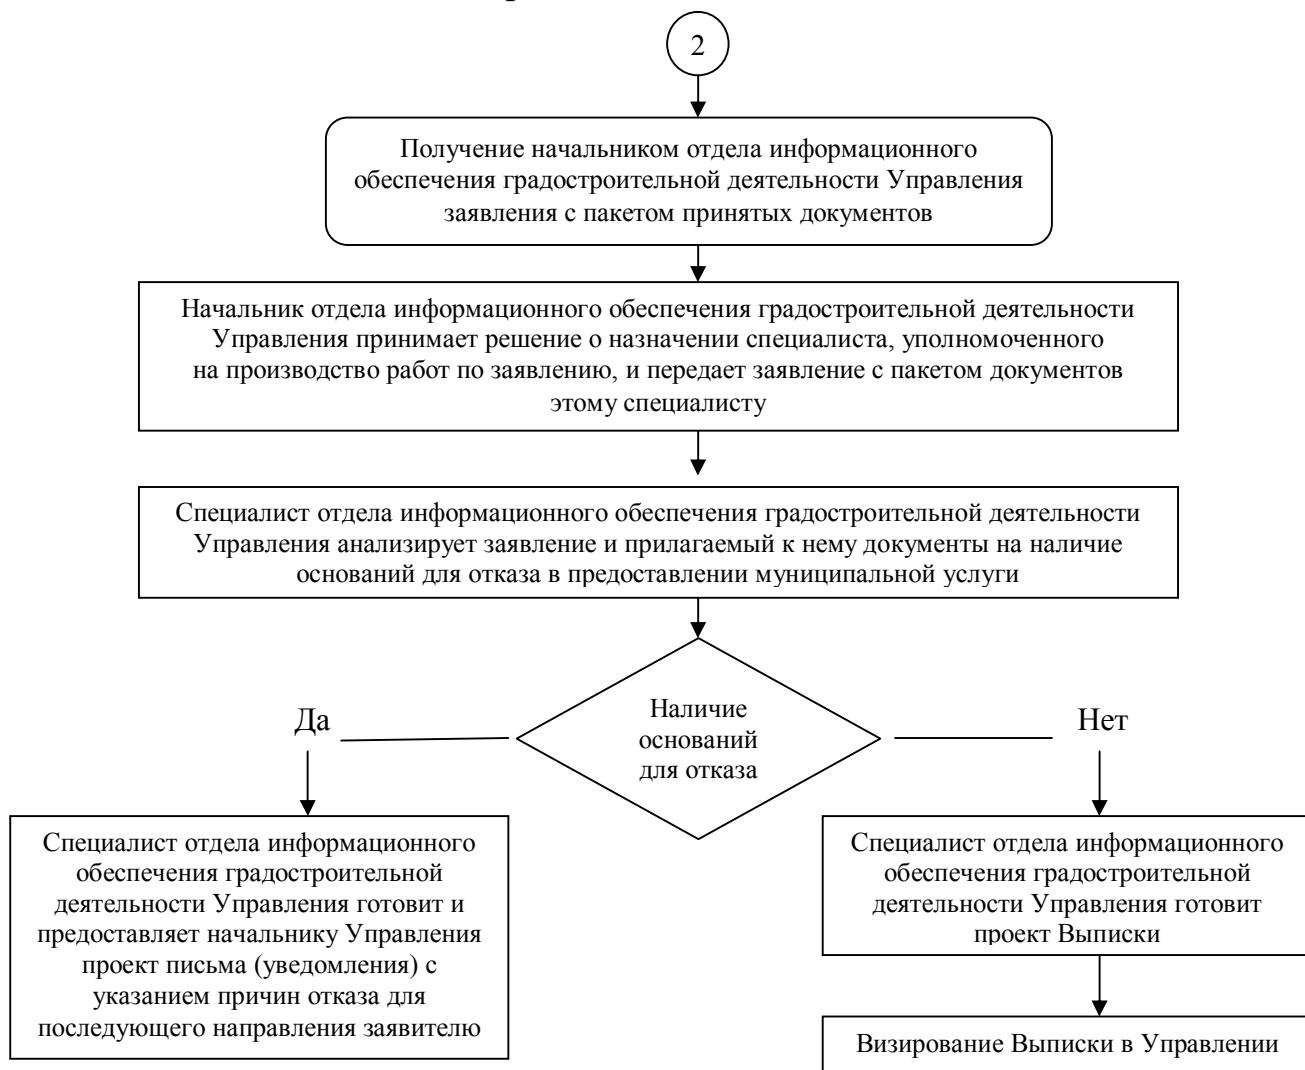 2
Получение начальником отдела информационного
обеспечения градостроительной деятельности Управления
заявления с пакетом принятых документов
Начальник отдела информационного обеспечения градостроительной деятельности
Управления принимает решение о назначении специалиста, уполномоченного
на производство работ по заявлению, и передает заявление с пакетом документов
этому специалисту
Специалист отдела информационного обеспечения градостроительной деятельности
Управления анализирует заявление и прилагаемый к нему документы на наличие
оснований для отказа в предоставлении муниципальной услуги
Наличие
оснований
для отказа
Да
Нет
Специалист отдела информационного
обеспечения градостроительной
деятельности Управления готовит и
предоставляет начальнику Управления
проект письма (уведомления) с
указанием причин отказа для
последующего направления заявителю
Специалист отдела информационного
обеспечения градостроительной
деятельности Управления готовит
проект Выписки
Визирование Выписки в Управлении